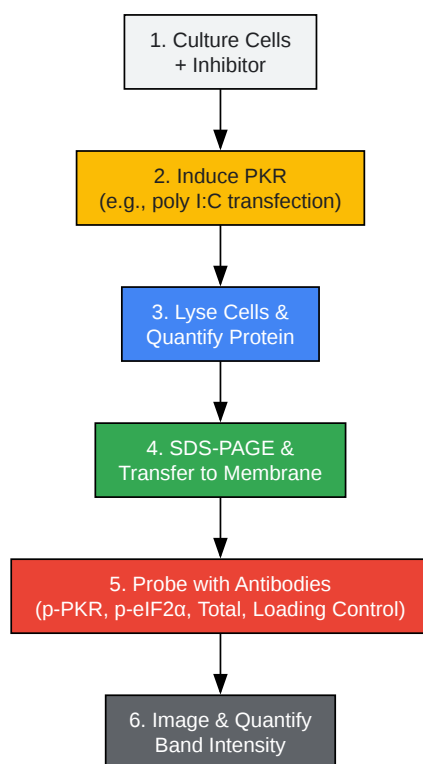 1. Culture Cells
+ Inhibitor
2. Induce PKR
(e.g., poly I:C transfection)
3. Lyse Cells &
Quantify Protein
4. SDS-PAGE &
Transfer to Membrane
5. Probe with Antibodies
(p-PKR, p-eIF2α, Total, Loading Control)
6. Image & Quantify
Band Intensity